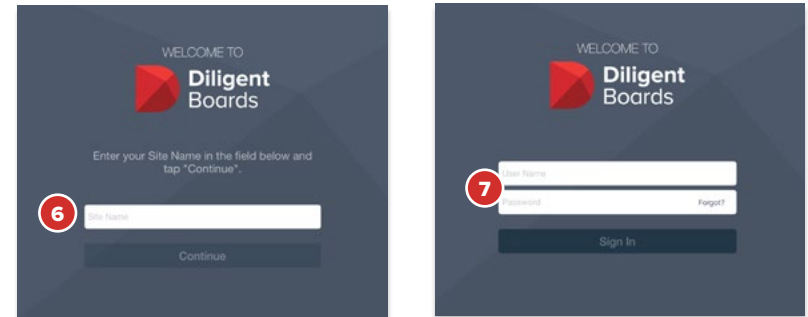 WELCOME TO
Diligent
Boards
Enter your Site Name in the field below and
tap "Continue".
6
Site Name
Continue
WELCOME TO
Diligent
Boards
7
User Name
Password Forgot?
Sign In